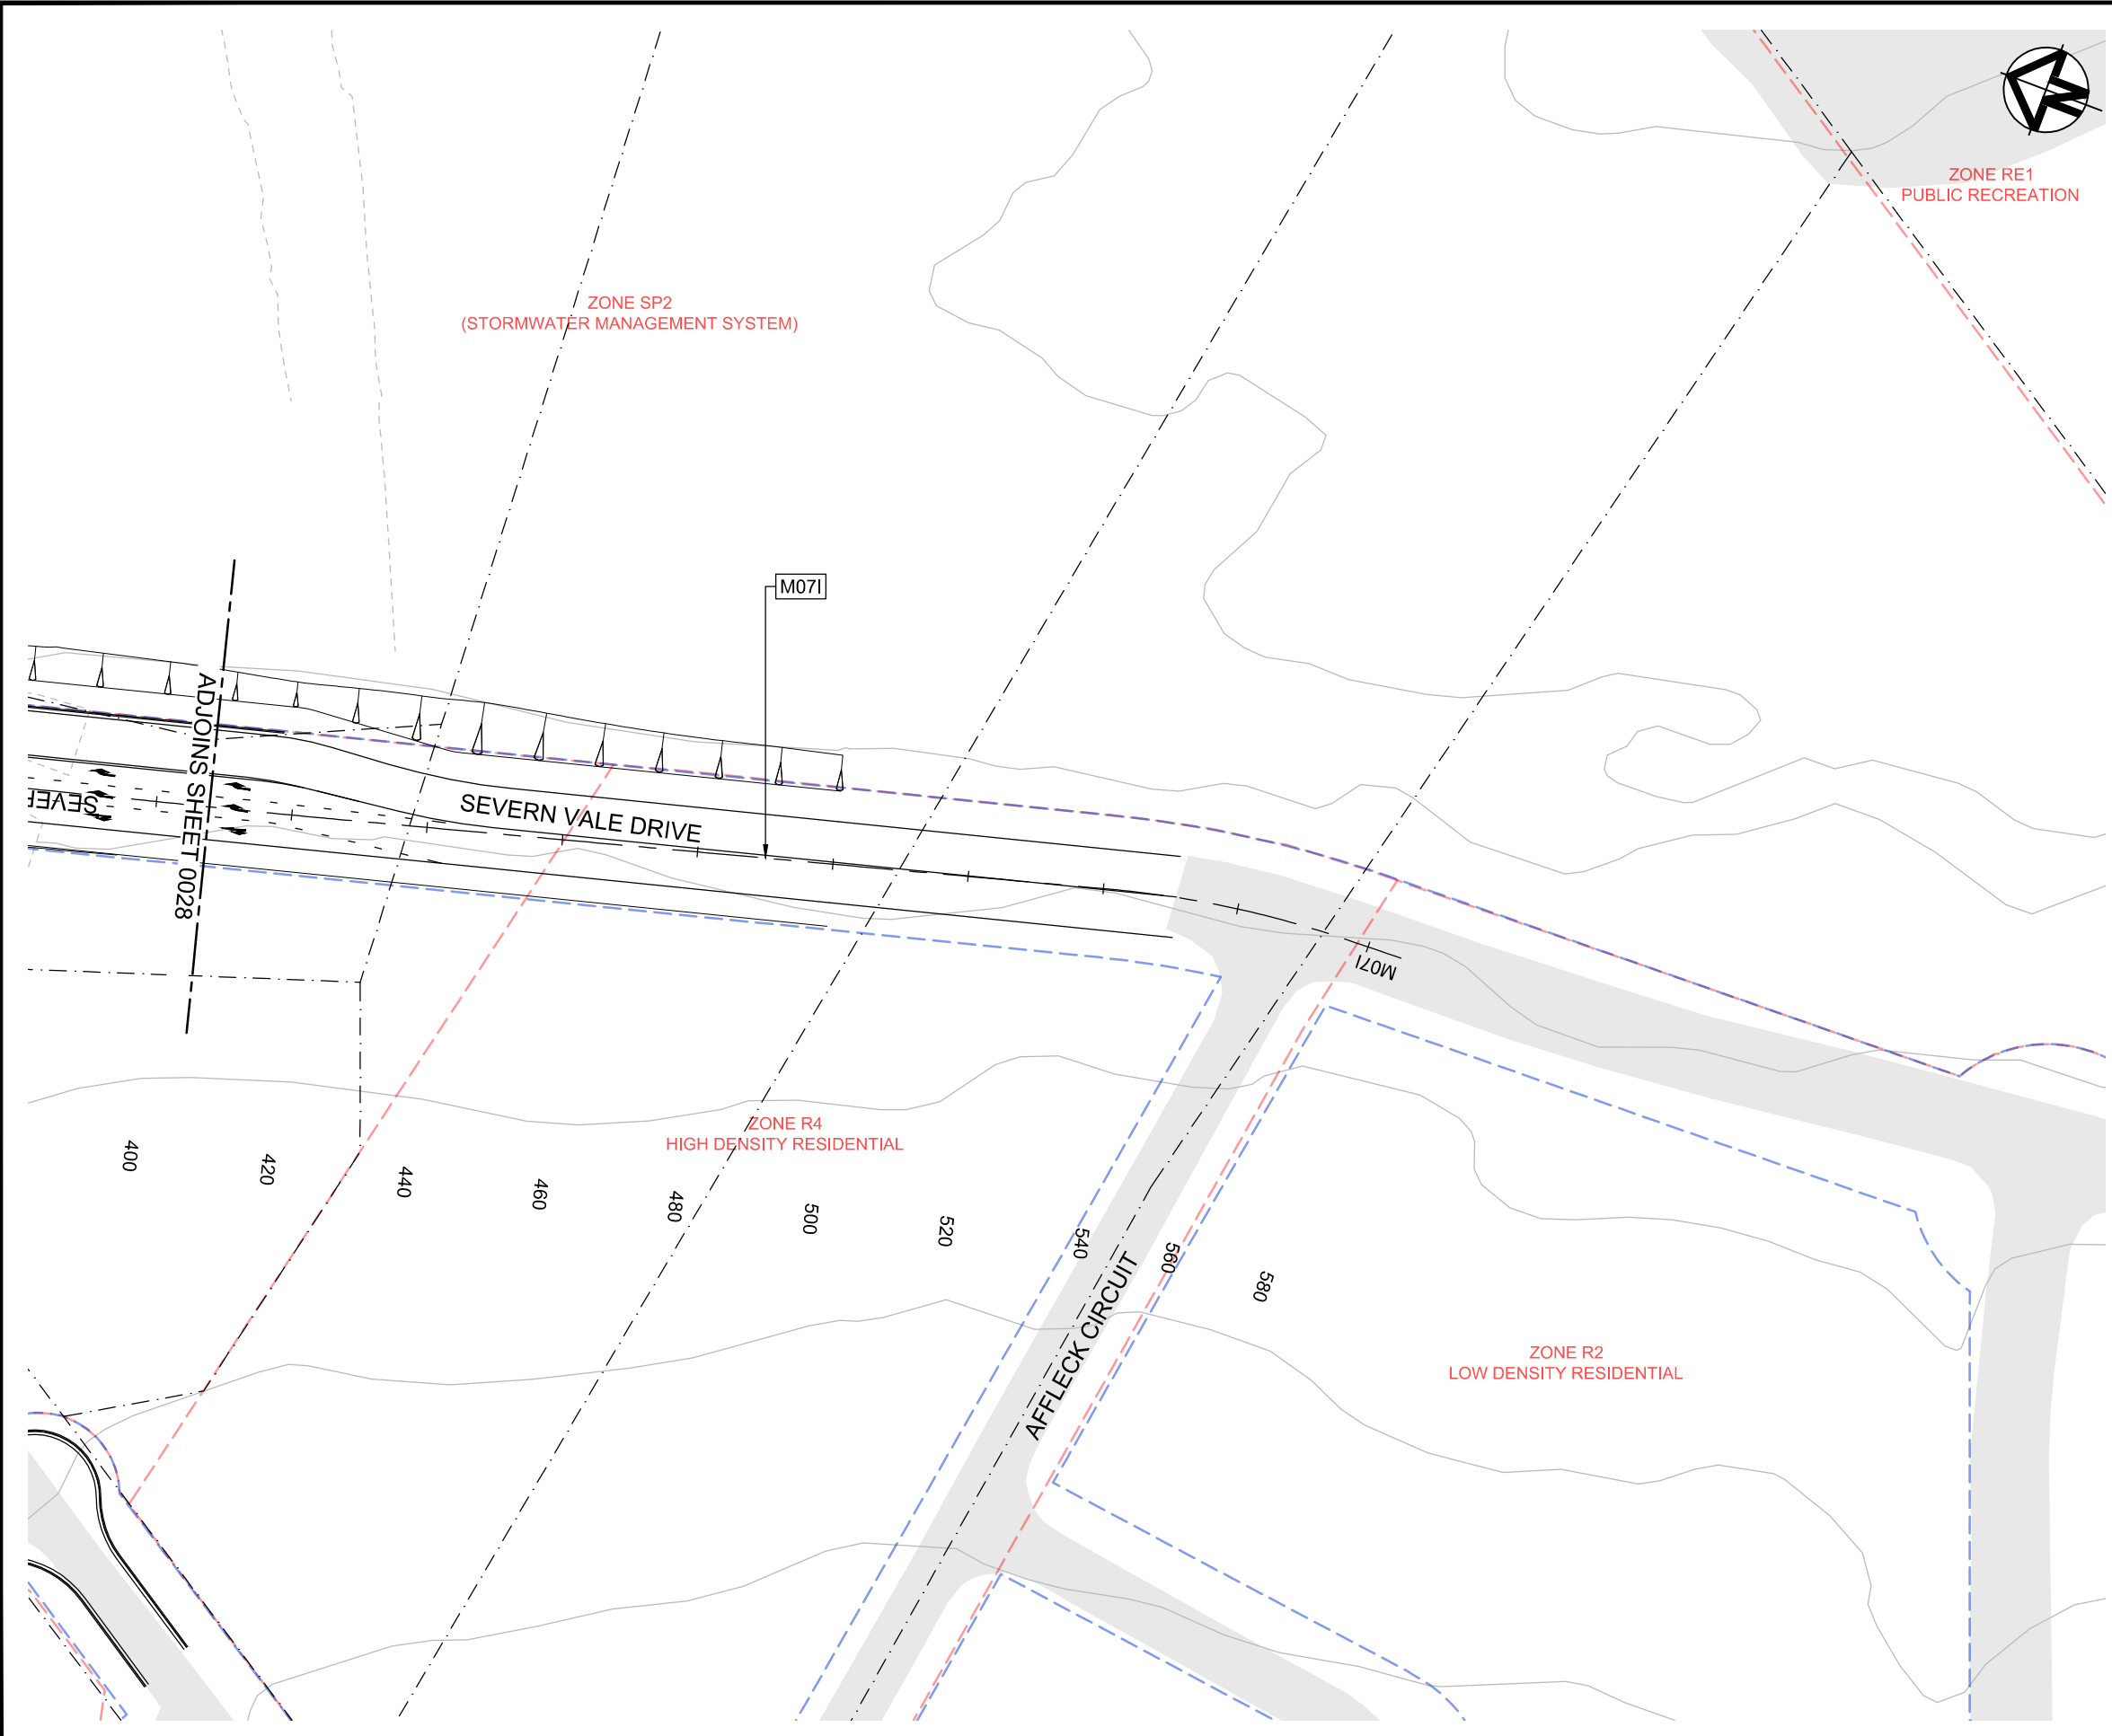 N
ZONE RE1
PUBLIC RECREATION
ZONE SP2
(STORMWATER MANAGEMENT SYSTEM)
M07I
ADJOINS SHEET 0028
SEVER
SEVERN VALE DRIVE
M07I
ZONE R4
HIGH DENSITY RESIDENTIAL
400
420
440
460
480
500
520
540
560
580
AFFLECK CIRCUIT
ZONE R2
LOW DENSITY RESIDENTIAL